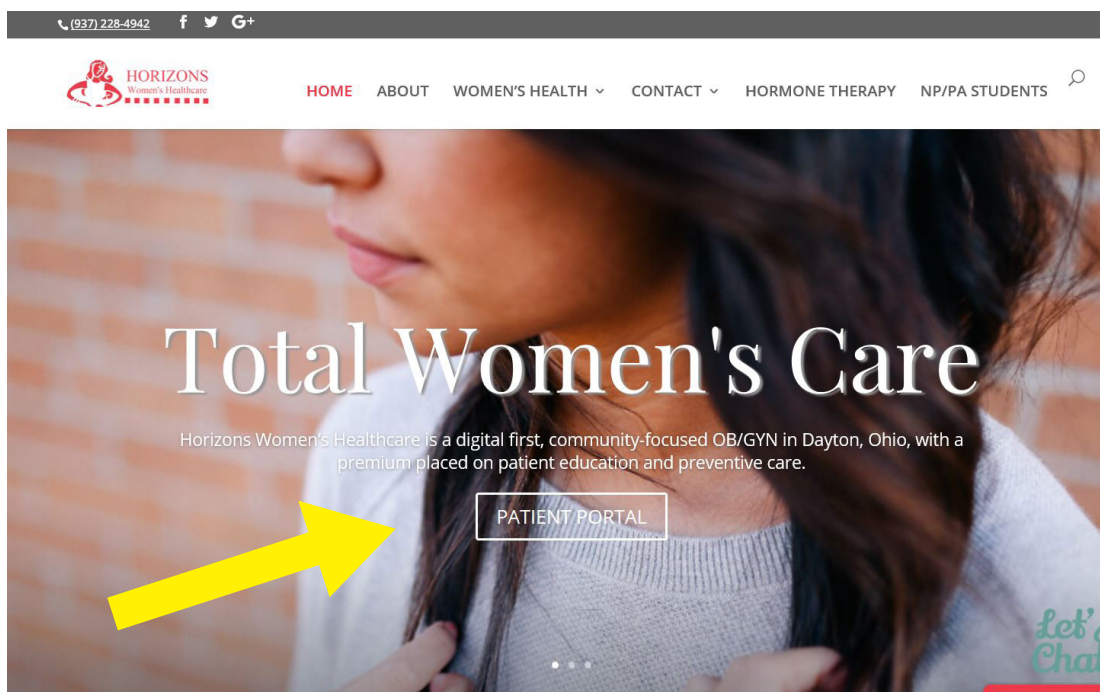 (937) 228-4942
HORIZONS
Women's Healthcare
HOME ABOUT WOMEN'S HEALTH CONTACT HORMONE THERAPY NP/PA STUDENTS
Total Women's Care
Horizons Women's Healthcare is a digital first, community-focused OB/GYN in Dayton, Ohio, with a
premium placed on patient education and preventive care.
PATIENT PORTAL
Let's
Chat